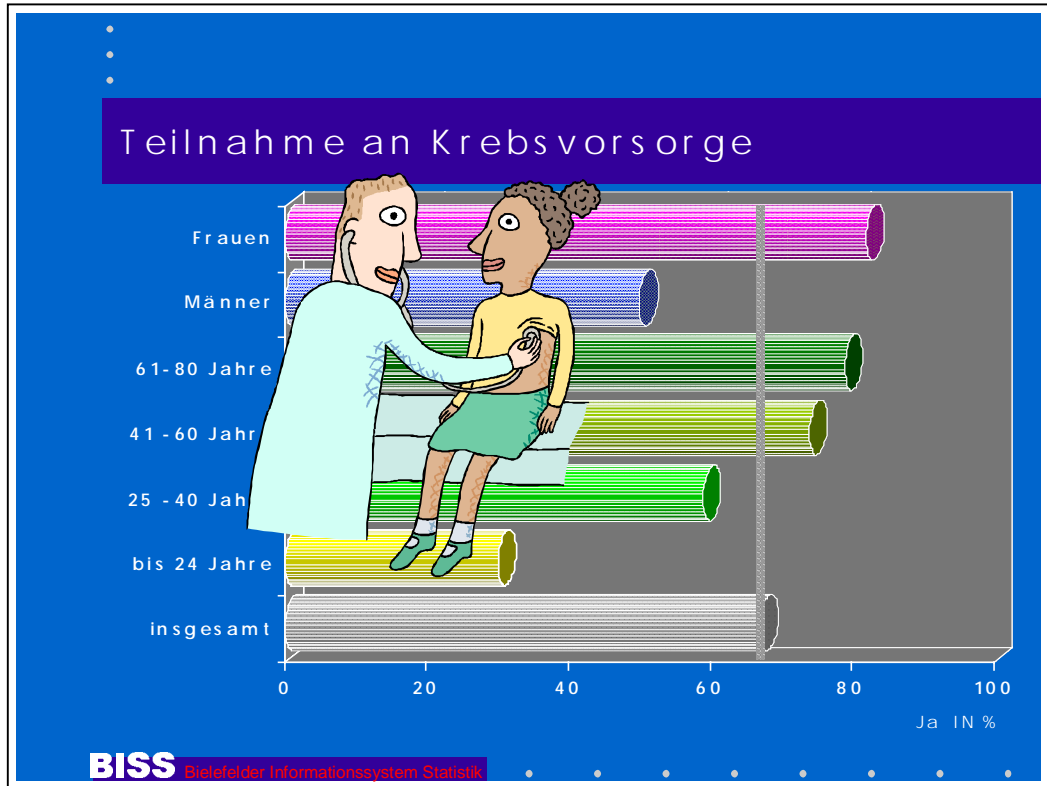 Teilnahme an Krebsvorsorge
Frauen
Männer
61-80 Jahre
41-60 Jahr
25 -40 Jah
bis 24 Jahre
insgesamt
0 20 40 60 80 100
Ja IN %
BISS Bielefelder Informationssystem Statistik